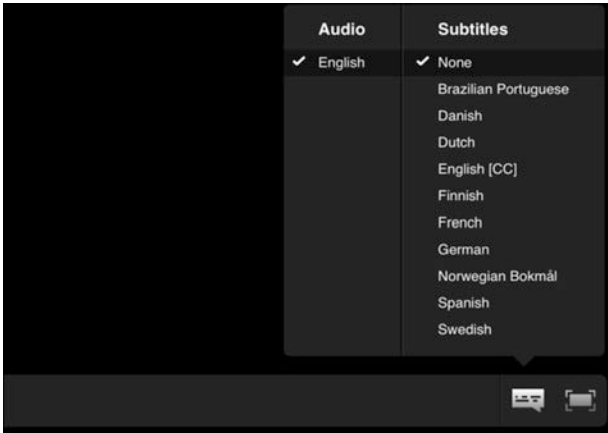 Audio
English
Subtitles
None
Brazilian Portuguese
Danish
Dutch
English [CC]
Finnish
French
German
Norwegian Bokmål
Spanish
Swedish